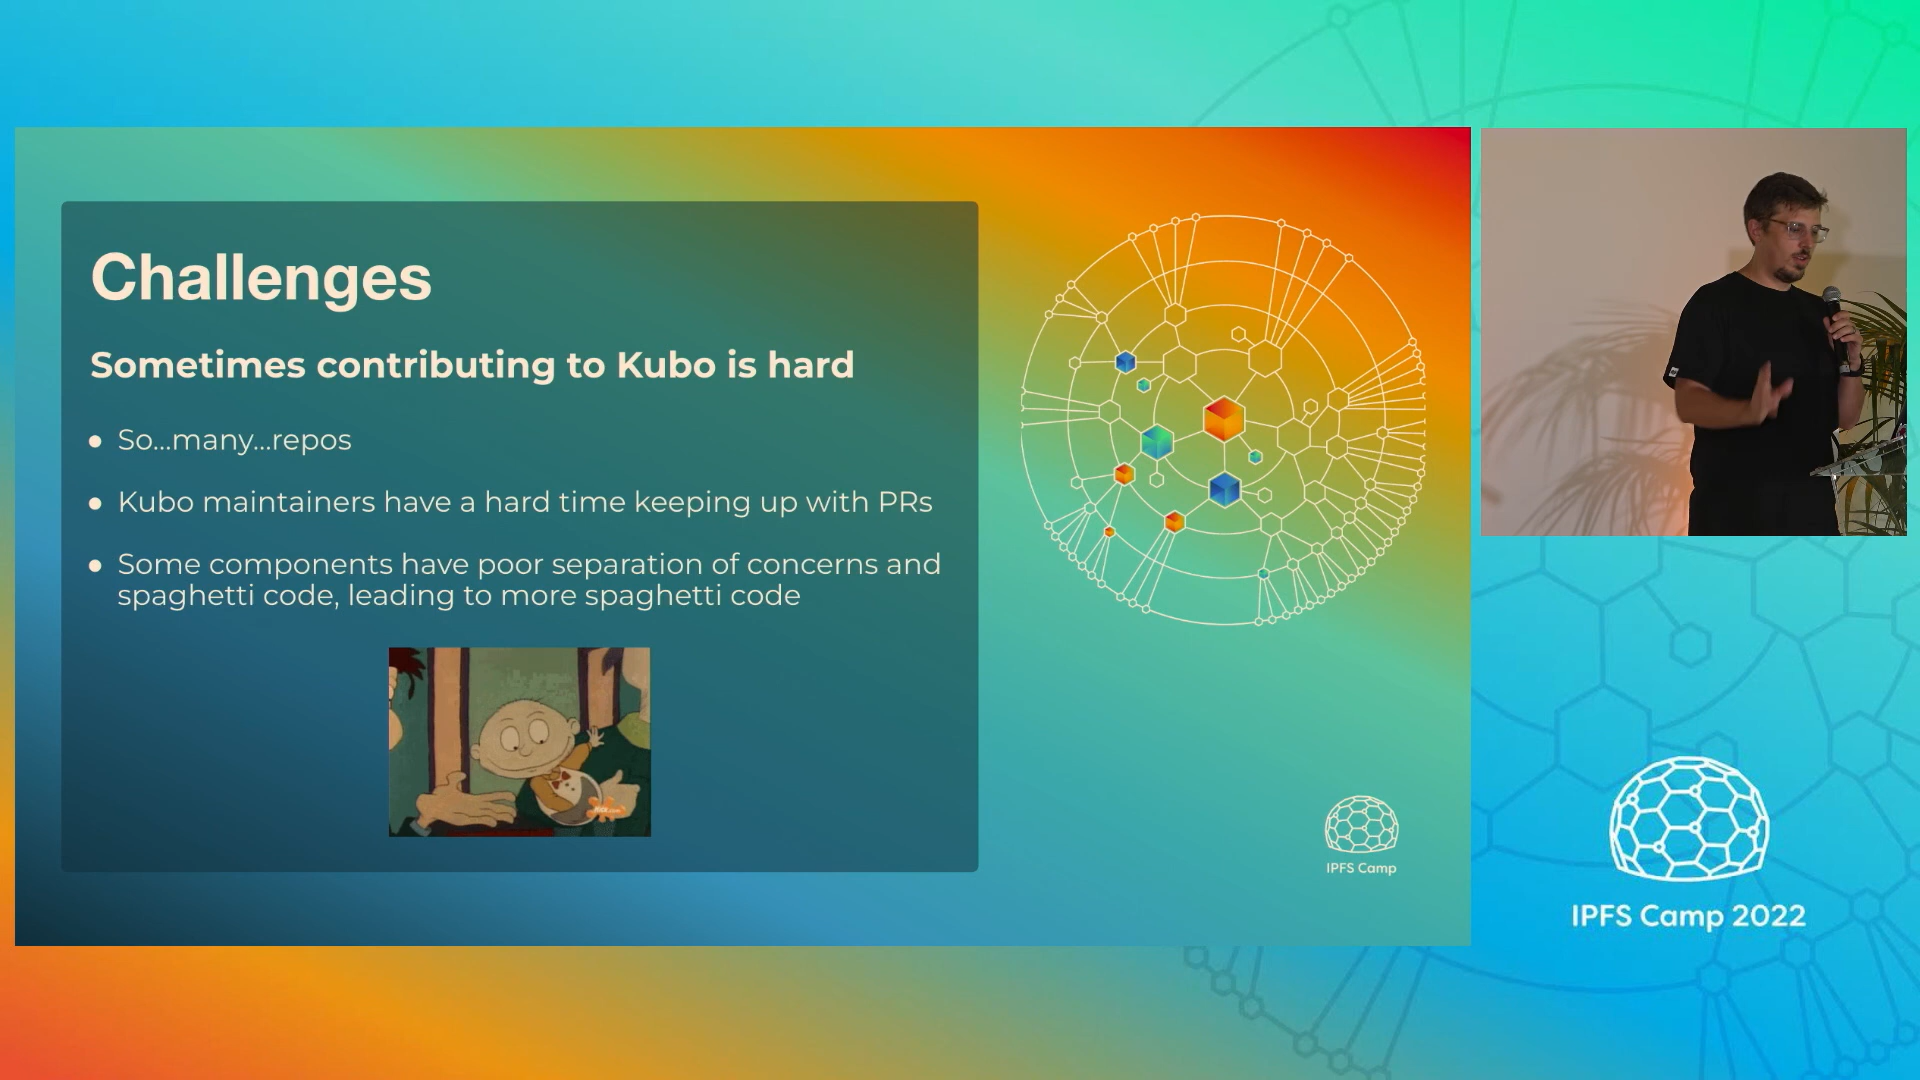 Challenges
Sometimes contributing to Kubo is hard
● So...many...repos
● Kubo maintainers have a hard time keeping up with PRs
● Some components have poor separation of concerns and
spaghetti code, leading to more spaghetti code
IPFS Camp
IPFS Camp 2022